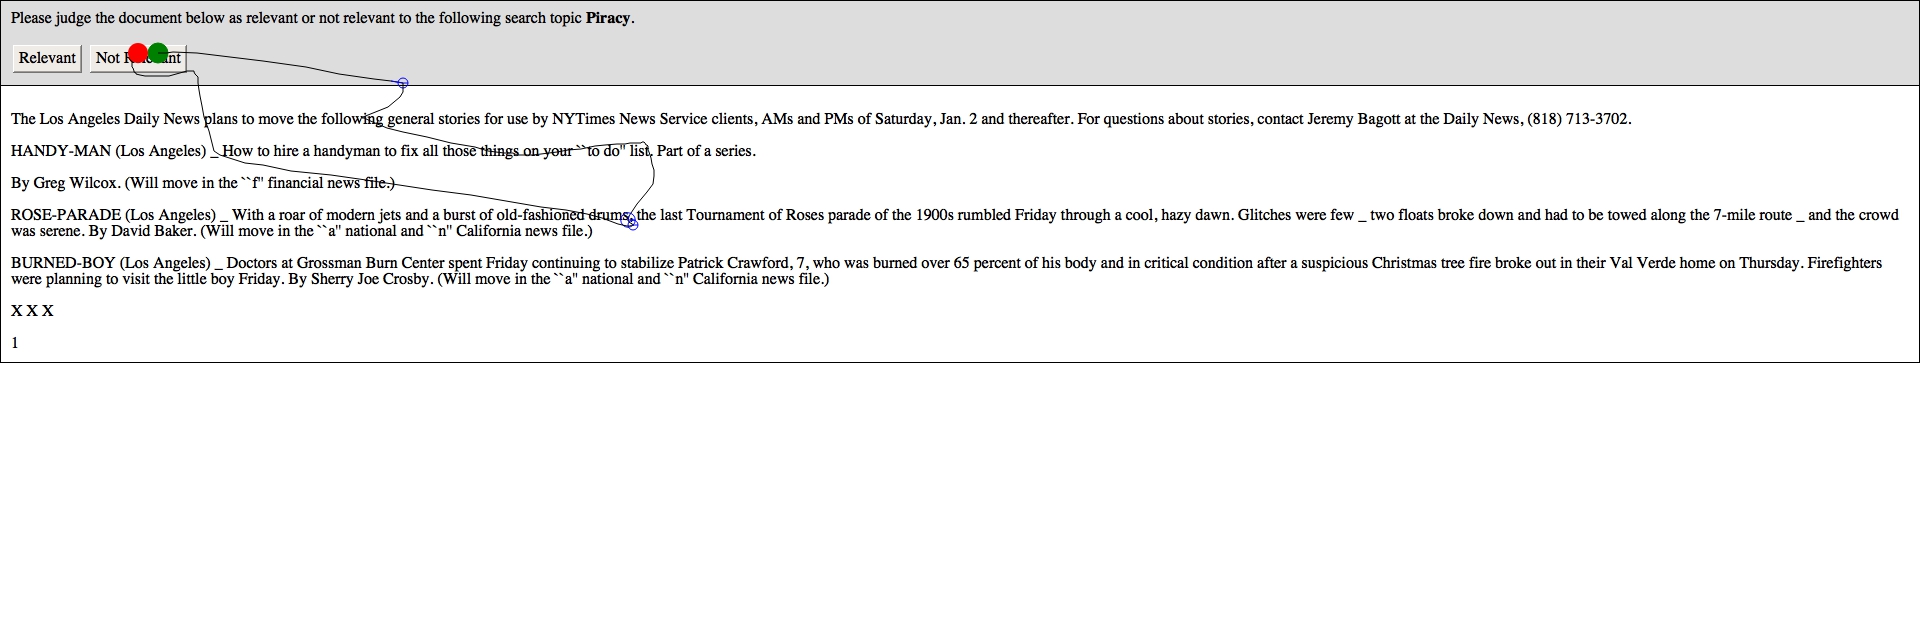 Please judge the document below as relevant or not relevant to the following search topic Piracy.
Relevant Not Relevant
The Los Angeles Daily News plans to move the following general stories for use by NYTimes News Service clients, AMs and PMs of Saturday, Jan. 2 and thereafter. For questions about stories, contact Jeremy Bagott at the Daily News, (818) 713-3702.
HANDY-MAN (Los Angeles) _ How to hire a handyman to fix all those things on your ``to do'' list. Part of a series.
By Greg Wilcox. (Will move in the ``f'' financial news file.)
ROSE-PARADE (Los Angeles) _ With a roar of modern jets and a burst of old-fashioned drums, the last Tournament of Roses parade of the 1900s rumbled Friday through a cool, hazy dawn. Glitches were few _ two floats broke down and had to be towed along the 7-mile route _ and the crowd
was serene. By David Baker. (Will move in the ``a'' national and ``n'' California news file.)
BURNED-BOY (Los Angeles) _ Doctors at Grossman Burn Center spent Friday continuing to stabilize Patrick Crawford, 7, who was burned over 65 percent of his body and in critical condition after a suspicious Christmas tree fire broke out in their Val Verde home on Thursday. Firefighters
were planning to visit the little boy Friday. By Sherry Joe Crosby. (Will move in the ``a'' national and ``n'' California news file.)
X X X
1